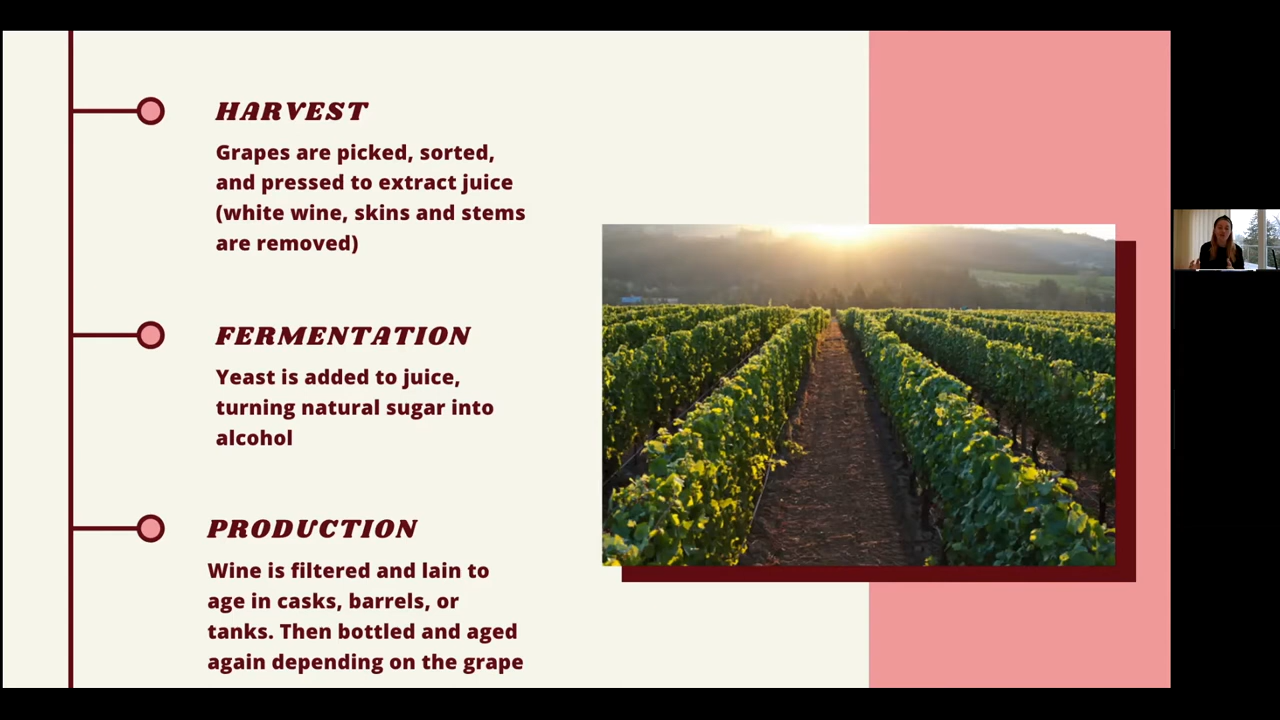 HARVEST
Grapes are picked, sorted,
and pressed to extract juice
(white wine, skins and stems
are removed)
FERMENTATION
Yeast is added to juice,
turning natural sugar into
alcohol
PRODUCTION
Wine is filtered and lain to
age in casks, barrels, or
tanks. Then bottled and aged
again depending on the grape